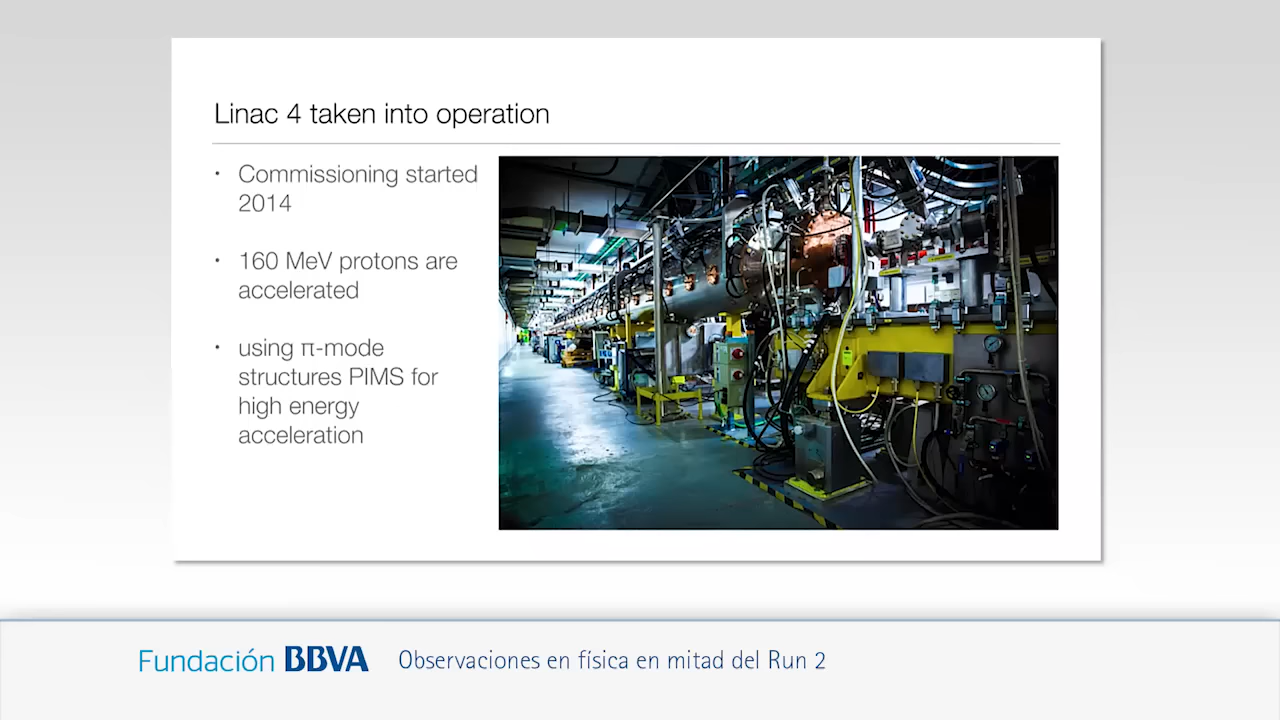 Linac 4 taken into operation
• Commissioning started
2014
• 160 MeV protons are
accelerated
• using π-mode
structures PIMS for
high energy
acceleration
Fundación BBVA Observaciones en física en mitad del Run 2